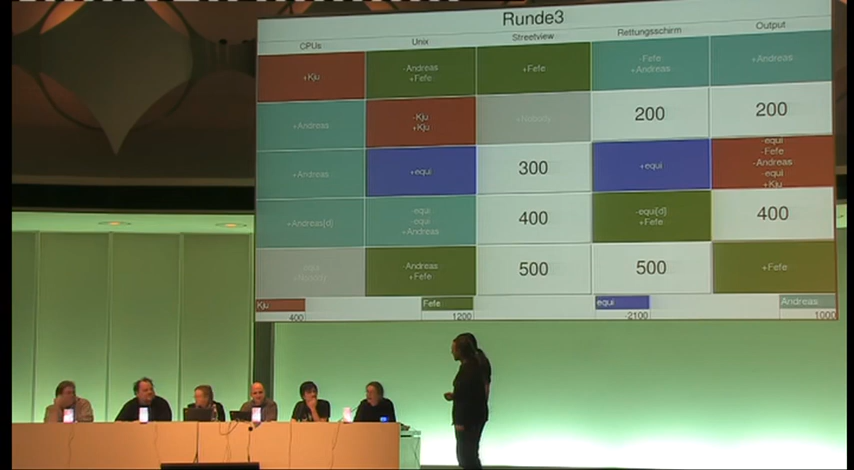 Runde3
CPUs Unix Streetview Rettungsschirm Output
+Kju
-Andreas
+Fefe
+Fefe
-Fefe
+Andreas
+Andreas
+Andreas
-Kju
+Kju
+Nobody
200
200
+Andreas
+equi
300
+equi
-equi
-Fefe
-Andreas
-equi
+Kju
+Andreas[d]
-equi
-equi
+Andreas
400
-equi[d]
+Fefe
400
+Nobody
-Andreas
+Fefe
500
500
+Fefe
Kju Fefe equi Andreas
400 1200 -2100 1000